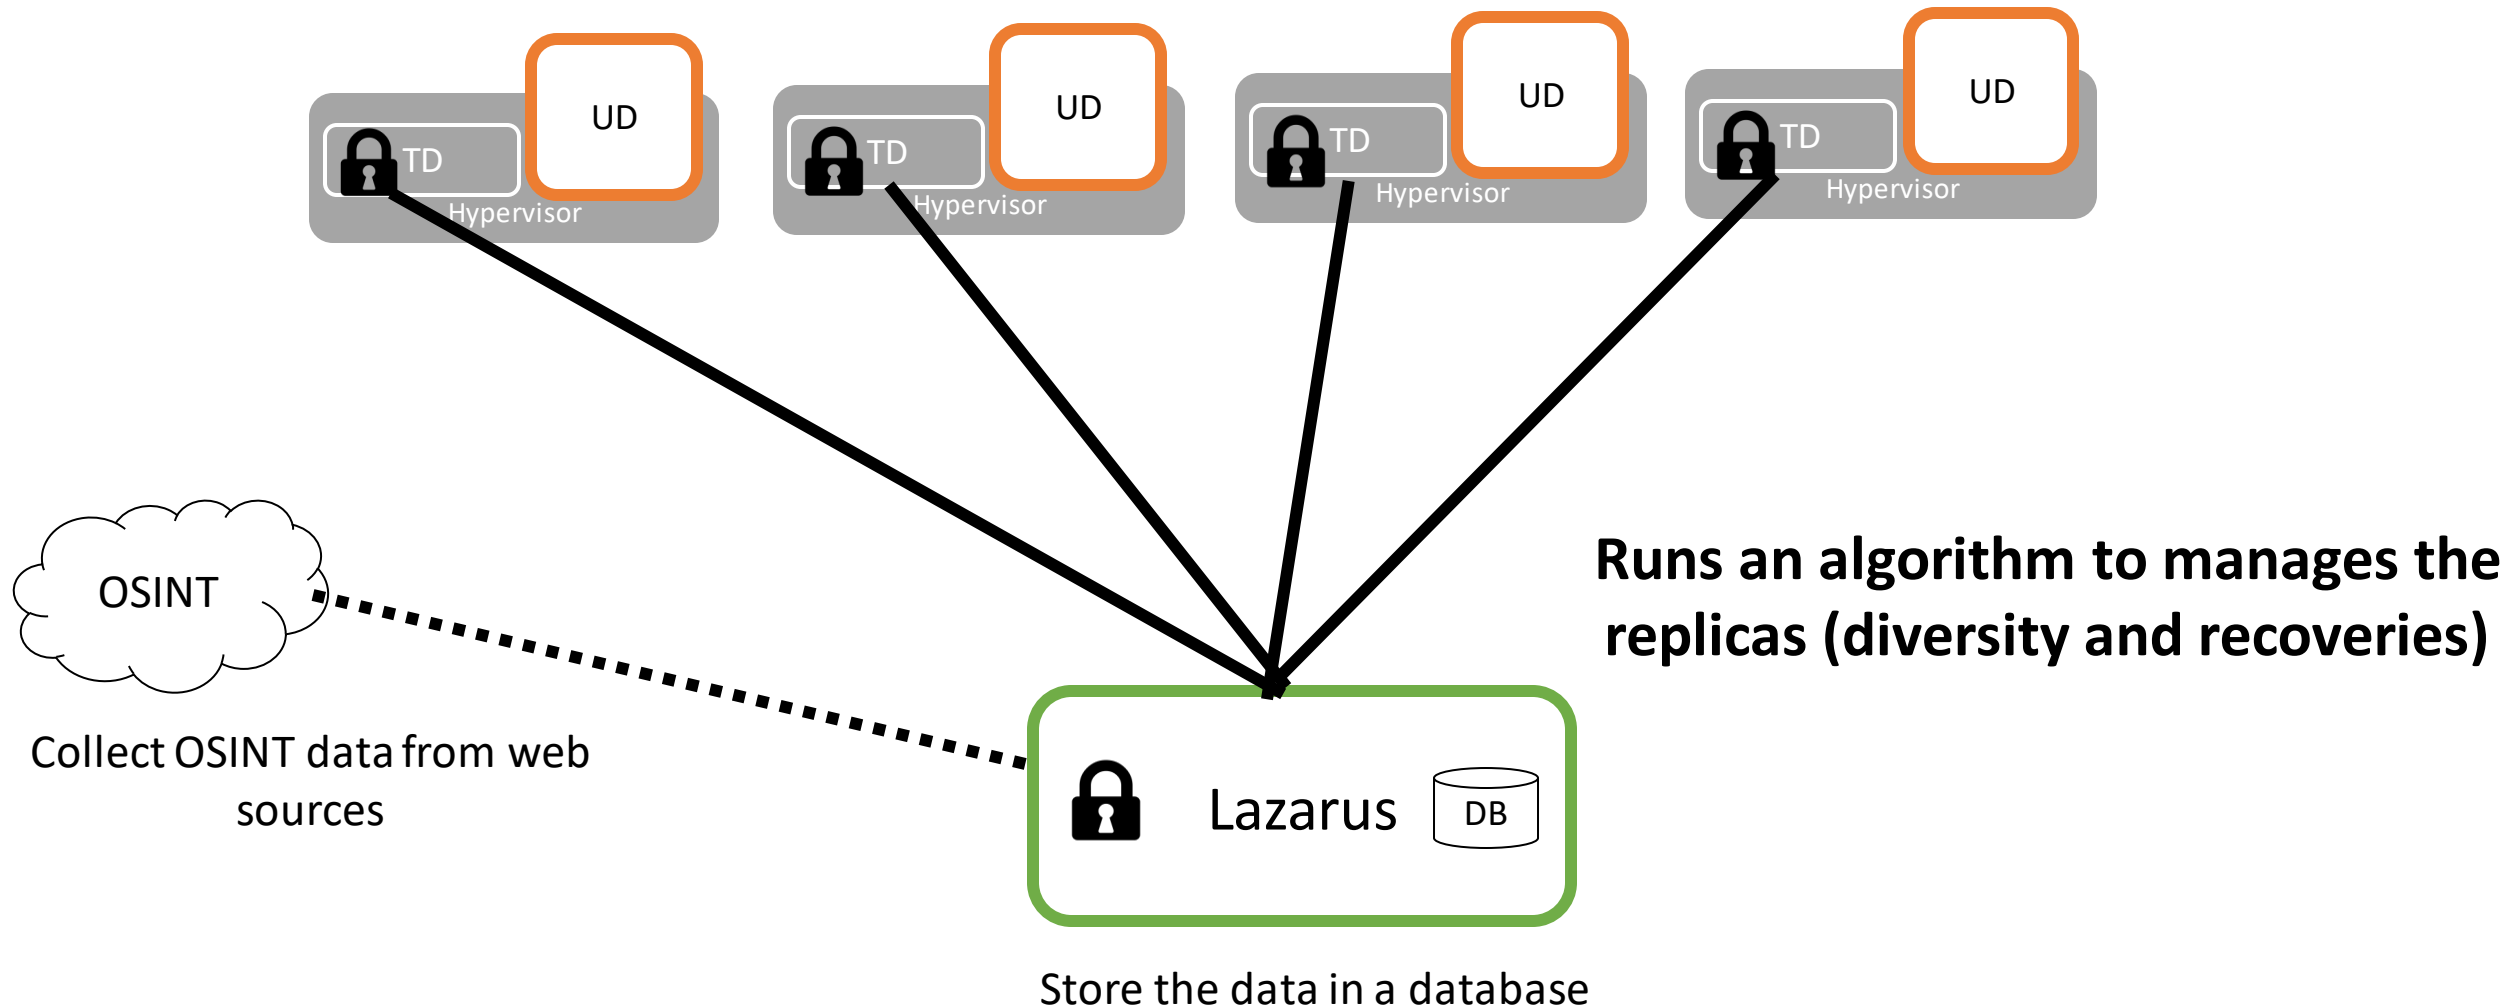 UD
TD
Hypervisor
UD
TD
Hypervisor
UD
TD
Hypervisor
UD
TD
Hypervisor
OSINT
Collect OSINT data from web
sources
Runs an algorithm to manages the
replicas (diversity and recoveries)
Lazarus
DB
Store the data in a database